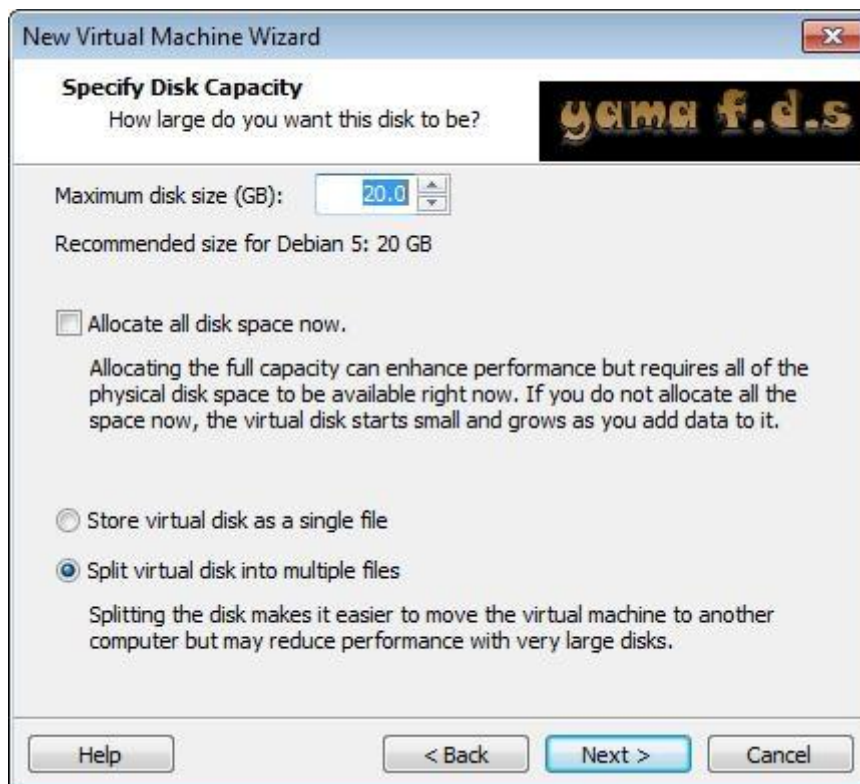 New Virtual Machine Wizard
Specify Disk Capacity
How large do you want this disk to be?
yama f.d.s
Maximum disk size (GB): 20.0
Recommended size for Debian 5: 20 GB
Allocate all disk space now.
Allocating the full capacity can enhance performance but requires all of the
physical disk space to be available right now. If you do not allocate all the
space now, the virtual disk starts small and grows as you add data to it.
Store virtual disk as a single file
Split virtual disk into multiple files
Splitting the disk makes it easier to move the virtual machine to another
computer but may reduce performance with very large disks.
Help < Back Next > Cancel